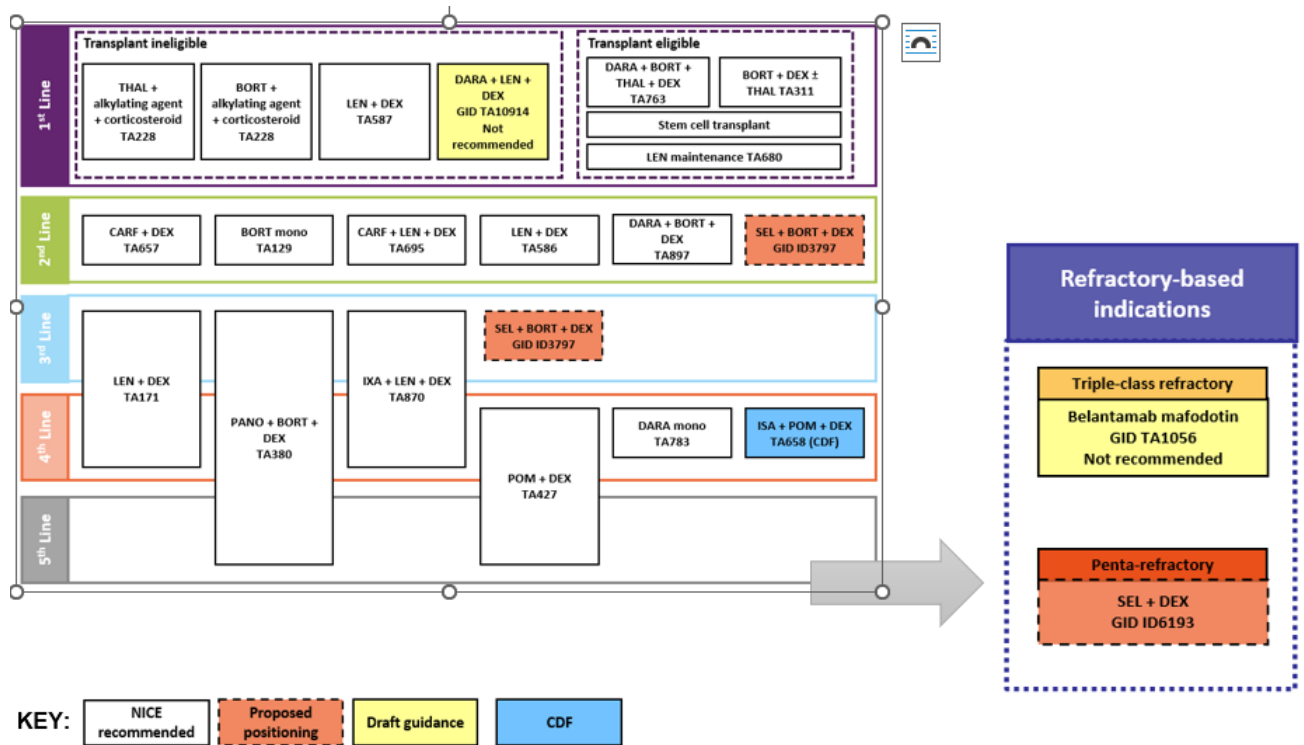 1st Line
Transplant ineligible
THAL +
alkylating agent
+ corticosteroid
TA228
BORT +
alkylating agent
+ corticosteroid
TA228
LEN + DEX
TA587
DARA + LEN +
DEX
GID TA10914
Not
recommended
Transplant eligible
DARA + BORT +
THAL + DEX
TA763
BORT + DEX ±
THAL TA311
Stem cell transplant
LEN maintenance TA680
2nd Line
CARF + DEX
TA657
BORT mono
TA129
CARF + LEN + DEX
TA695
LEN + DEX
TA586
DARA + BORT +
DEX
TA897
SEL + BORT + DEX
GID ID3797
3rd Line
LEN + DEX
TA171
PANO + BORT +
DEX
TA380
IXA + LEN + DEX
TA870
SEL + BORT + DEX
GID ID3797
4th Line
POM + DEX
TA427
DARA mono
TA783
ISA + POM + DEX
TA658 (CDF)
5th Line
Refractory-based
indications
Triple-class refractory
Belantamab mafodotin
GID TA1056
Not recommended
Penta-refractory
SEL + DEX
GID ID6193
KEY:
NICE
recommended
Proposed
positioning
Draft guidance
CDF